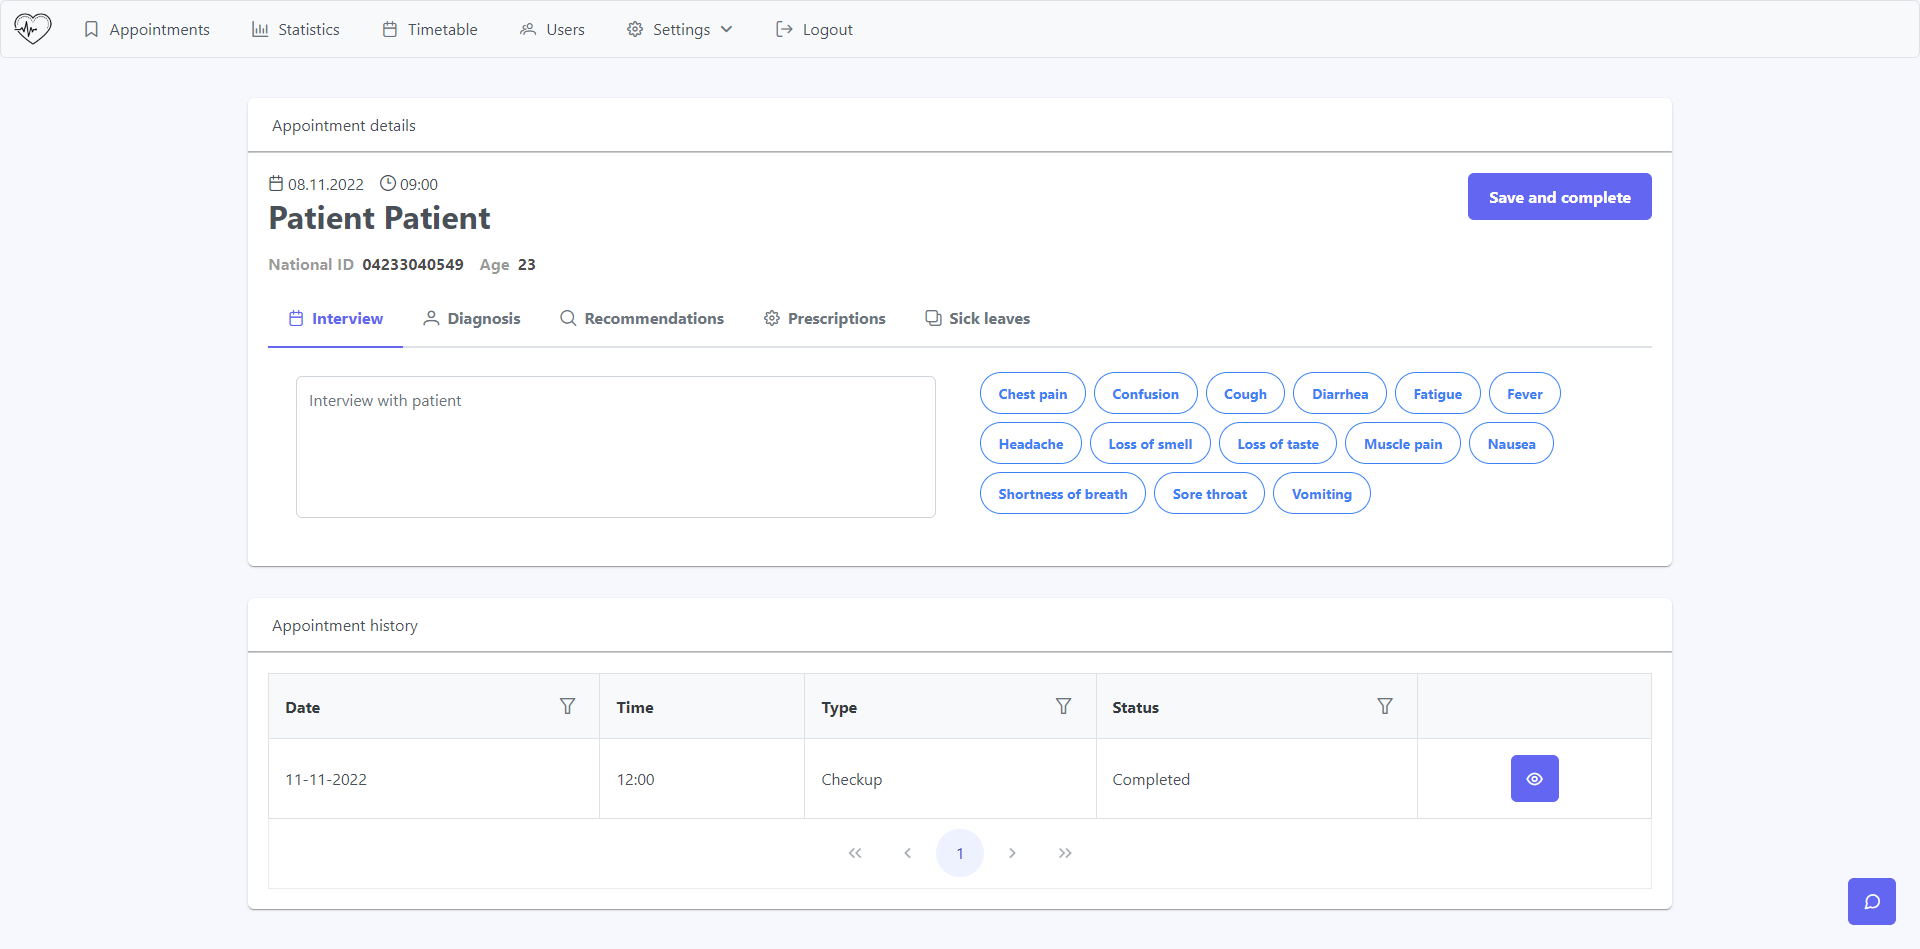 Appointments Statistics Timetable Users Settings Logout
Appointment details
08.11.2022 09:00
Save and complete
Patient Patient
National ID 04233040549 Age 23
Interview Diagnosis Recommendations Prescriptions Sick leaves
Interview with patient
Chest pain Confusion Cough Diarrhea Fatigue Fever
Headache Loss of smell Loss of taste Muscle pain Nausea
Shortness of breath Sore throat Vomiting
Appointment history
Date Time Type Status
11-11-2022 12:00 Checkup Completed
1